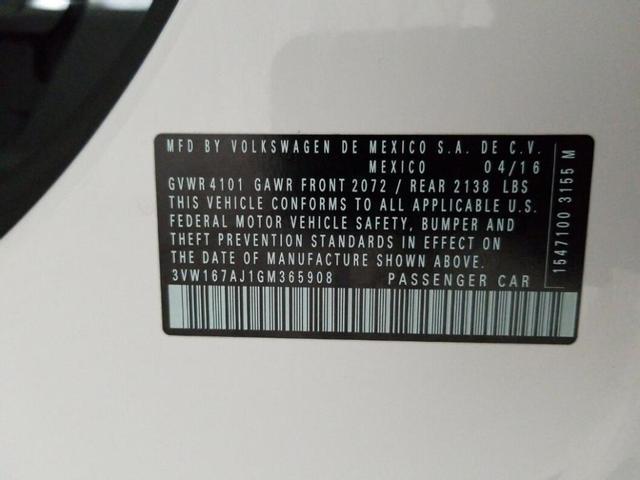 MFD BY VOLKSWAGEN DE MEXICO S.A. DE C.V.
MEXICO 04/16
GVWR 4101 GAWR FRONT 2072 / REAR 2138 LBS
THIS VEHICLE CONFORMS TO ALL APPLICABLE U.S.
FEDERAL MOTOR VEHICLE SAFETY, BUMPER AND
THEFT PREVENTION STANDARDS IN EFFECT ON
THE DATE OF MANUFACTURE SHOWN ABOVE.
3VW167AJ1GM365908 PASSENGER CAR
1547100 3155 M